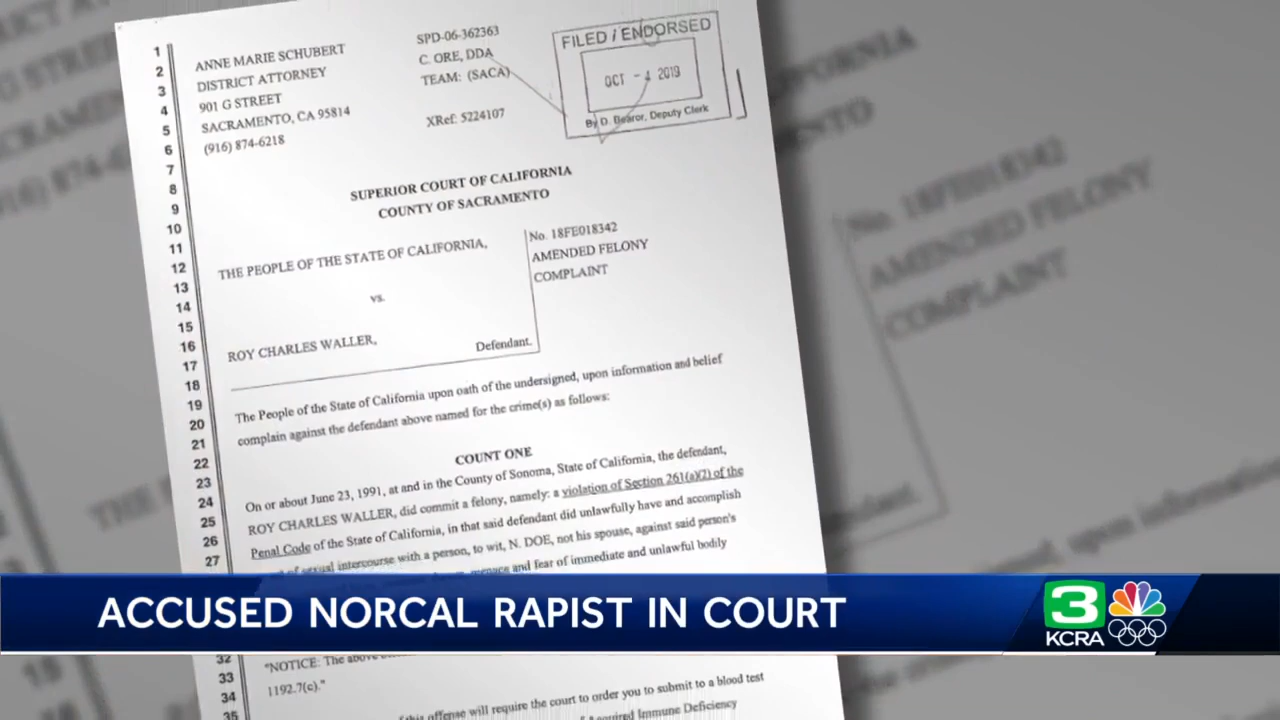 1
2
3
4
5
6
7
8
9
10
11
12
13
14
15
16
17
18
19
20
21
22
23
24
25
26
27
32
33
34
35
ANNE MARIE SCHUBERT
DISTRICT ATTORNEY
901 G STREET
SACRAMENTO, CA 95814
(916) 874-6218
SPD-06-362363
C. ORE, DDA
TEAM: (SACA)
XRef: 5224107
FILED / ENDORSED
OCT - 4 2019
By D. Bearor, Deputy Clerk
SUPERIOR COURT OF CALIFORNIA
COUNTY OF SACRAMENTO
THE PEOPLE OF THE STATE OF CALIFORNIA,
vs.
ROY CHARLES WALLER,
Defendant.
No. 18FE018342
AMENDED FELONY
COMPLAINT
The People of the State of California upon oath of the undersigned, upon information and belief
complain against the defendant above named for the crime(s) as follows:
COUNT ONE
On or about June 23, 1991, at and in the County of Sonoma, State of California, the defendant,
ROY CHARLES WALLER, did commit a felony, namely: a violation of Section 261(a)(2) of the
Penal Code of the State of California, in that said defendant did unlawfully have and accomplish
of sexual intercourse with a person, to wit, N. DOE, not his spouse, against said person's
menace and fear of immediate and unlawful bodily
"NOTICE: The above
1192.7(c)."
this offense will require the court to order you to submit to a blood test
Acquired Immune Deficiency
No. 18FE018342
AMENDED FELONY
COMPLAINT
ACCUSED NORCAL RAPIST IN COURT
3
KCRA